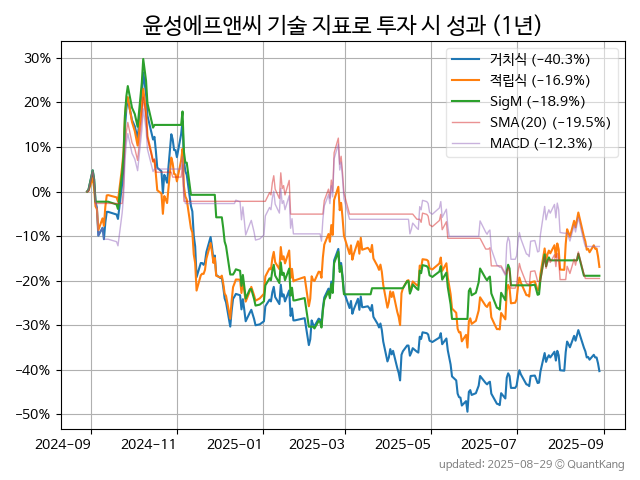 윤성에프앤씨 기술 지표로 투자 시 성과 (1년)
거치식 (−40.3%)
적립식 (−16.9%)
SigM (−18.9%)
SMA(20) (−19.5%)
MACD (−12.3%)
30%
20%
10%
0%
−10%
−20%
−30%
−40%
−50%
2024-09 2024-11 2025-01 2025-03 2025-05 2025-07 2025-09
updated: 2025-08-29 © QuantKang